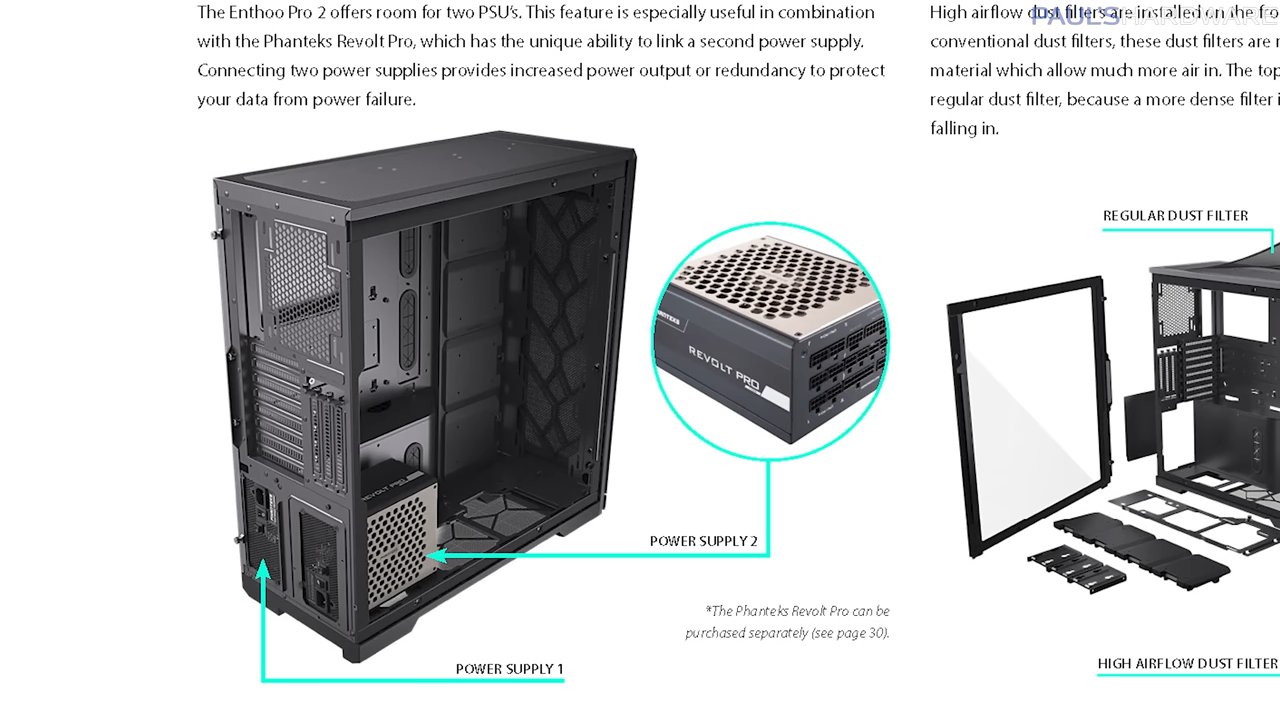 The Enthoo Pro 2 offers room for two PSU's. This feature is especially useful in combination
with the Phanteks Revolt Pro, which has the unique ability to link a second power supply.
Connecting two power supplies provides increased power output or redundancy to protect
your data from power failure.
REVOLT PRO
REVOLT PRO
POWER SUPPLY 2
*The Phanteks Revolt Pro can be
purchased separately (see page 30).
POWER SUPPLY 1
PAULSHARDWARE
High airflow dust filters are installed on the fro
conventional dust filters, these dust filters are
material which allow much more air in. The top
regular dust filter, because a more dense filter
falling in.
REGULAR DUST FILTER
HIGH AIRFLOW DUST FILTER